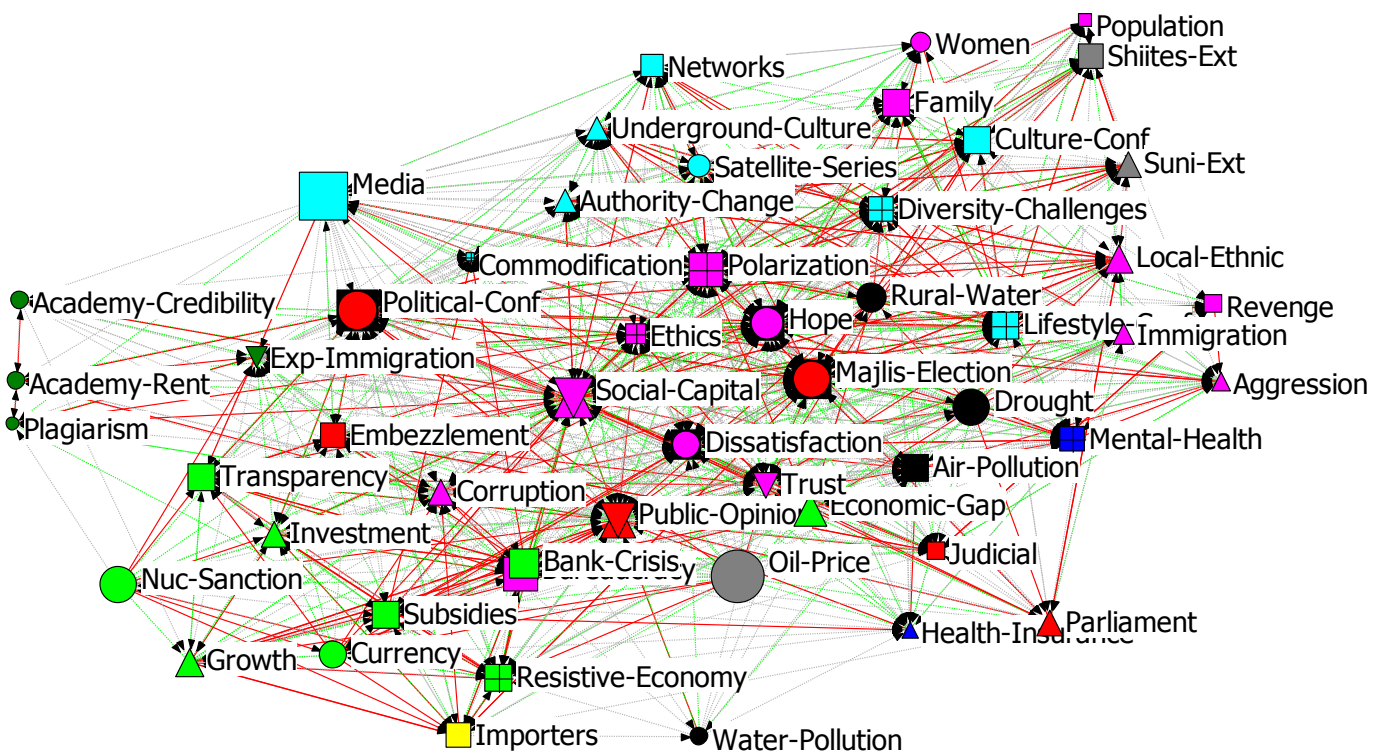 Population
Women
Shiites-Ext
Networks
Family
Underground-Culture
Culture-Conf
Satellite-Series
Suni-Ext
Media
Authority-Change
Diversity-Challenges
Commodification
Polarization
Local-Ethnic
Academy-Credibility
Political-Conf
Rural-Water
Revenge
Hope
Lifestyle-Conf
Ethics
Immigration
Exp-Immigration
Academy-Rent
Social-Capital
Majlis-Election
Aggression
Drought
Plagiarism
Embezzlement
Dissatisfaction
Mental-Health
Transparency
Air-Pollution
Corruption
Trust
Economic-Gap
Public-Opinion
Investment
Judicial
Bank-Crisis
Bureaucracy
Oil-Price
Nuc-Sanction
Subsidies
Parliament
Health-Insurance
Growth
Currency
Resistive-Economy
Importers
Water-Pollution